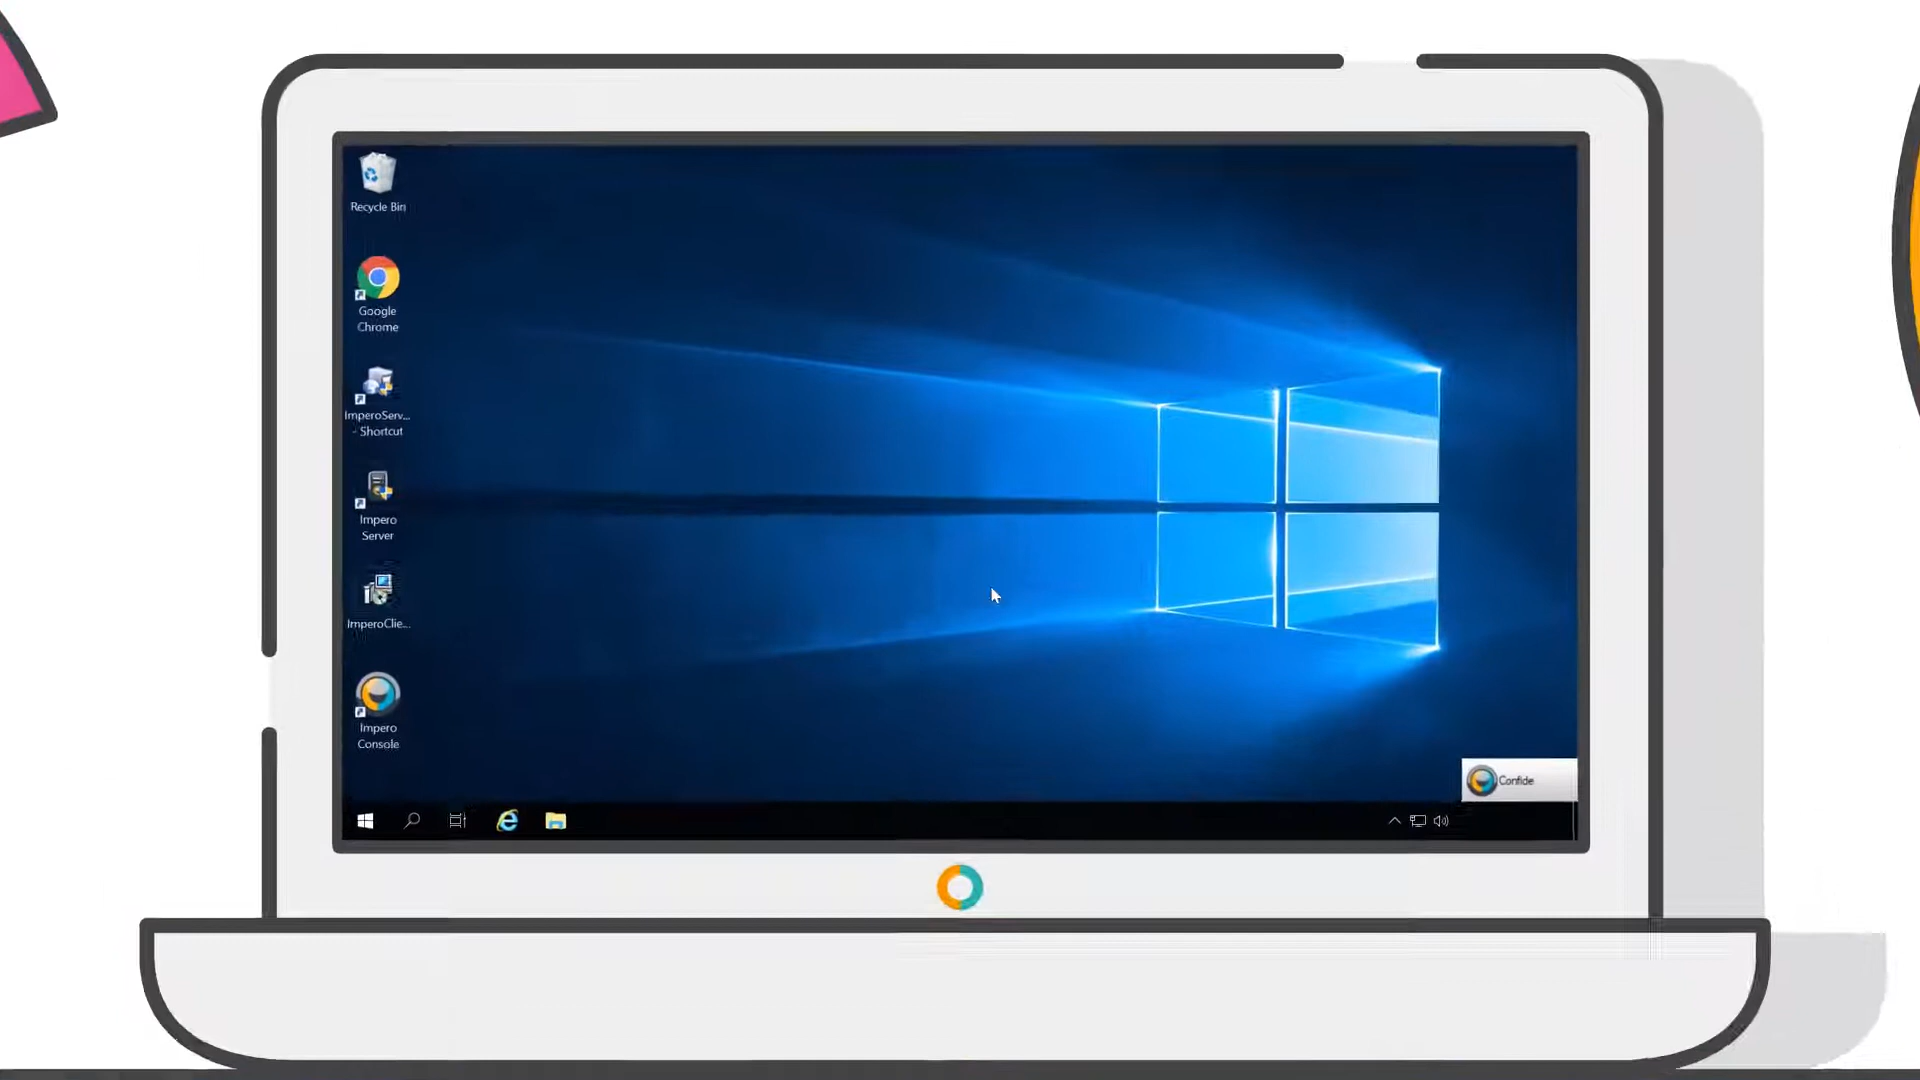 Recycle Bin
Google
Chrome
ImperoServ...
- Shortcut
Impero
Server
ImperoClie...
Impero
Console
Confide